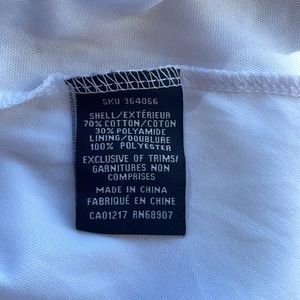 SKU 364066
SHELL/EXTÉRIEUR
70% COTTON/COTON
30% POLYAMIDE
LINING/DOUBLURE
100% POLYESTER
EXCLUSIVE OF TRIMS/
GARNITURES NON
COMPRISES
MADE IN CHINA
FABRIQUÉ EN CHINE
CA01217 RN68907